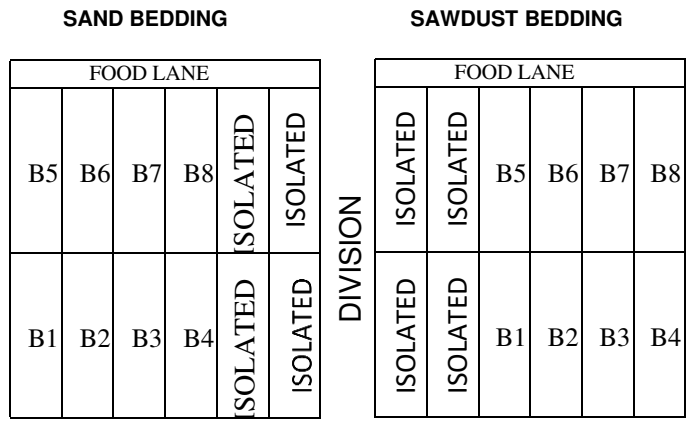 SAND BEDDING SAWDUST BEDDING
FOOD LANE FOOD LANE
B5 B6 B7 B8 ISOLATED ISOLATED ISOLATED ISOLATED B5 B6 B7 B8
DIVISION
B1 B2 B3 B4 ISOLATED ISOLATED ISOLATED ISOLATED B1 B2 B3 B4